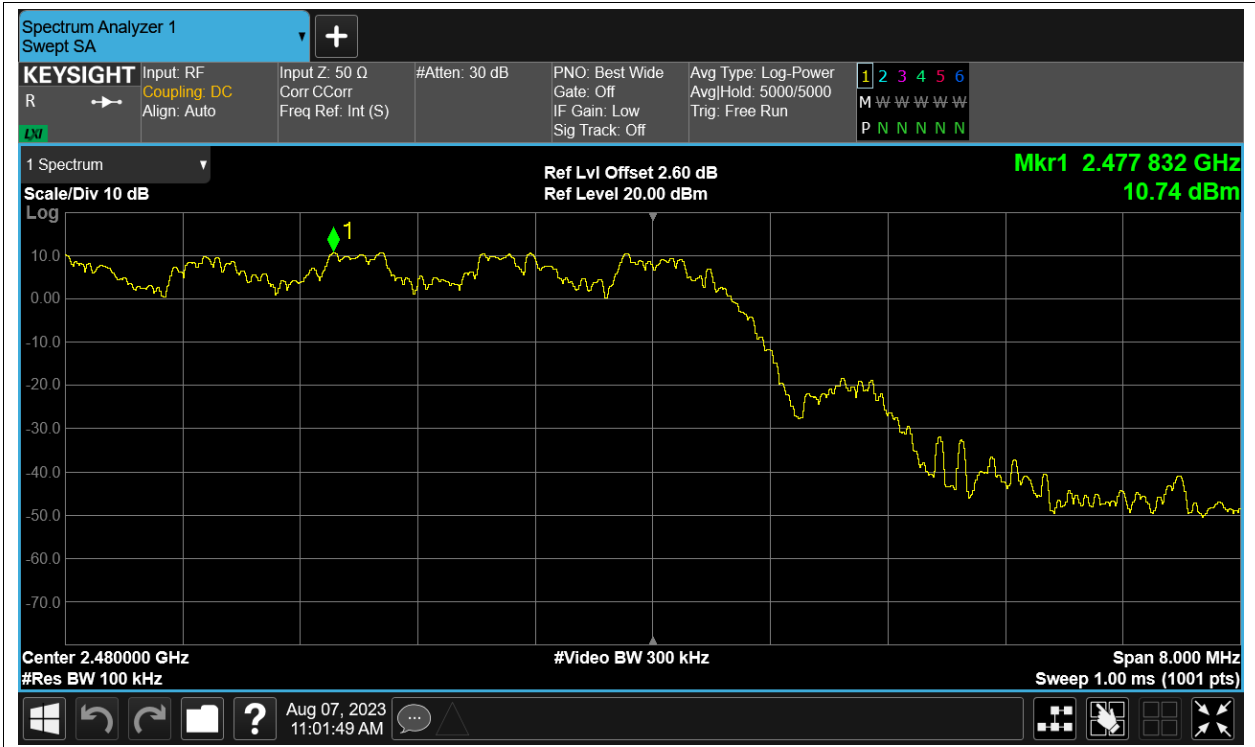 Spectrum Analyzer 1
Swept SA
+
KEYSIGHT
R
LXI
Input: RF
Coupling: DC
Align: Auto
Input Z: 50 Ω
Corr CCorr
Freq Ref: Int (S)
#Atten: 30 dB
PNO: Best Wide
Gate: Off
IF Gain: Low
Sig Track: Off
Avg Type: Log-Power
Avg|Hold: 5000/5000
Trig: Free Run
1 2 3 4 5 6
M W W W W W
P N N N N N
1 Spectrum
Scale/Div 10 dB
Log
Ref Lvl Offset 2.60 dB
Ref Level 20.00 dBm
Mkr1 2.477 832 GHz
10.74 dBm
1
10.0
0.00
-10.0
-20.0
-30.0
-40.0
-50.0
-60.0
-70.0
Center 2.480000 GHz
#Res BW 100 kHz
#Video BW 300 kHz
Span 8.000 MHz
Sweep 1.00 ms (1001 pts)
?
Aug 07, 2023
11:01:49 AM